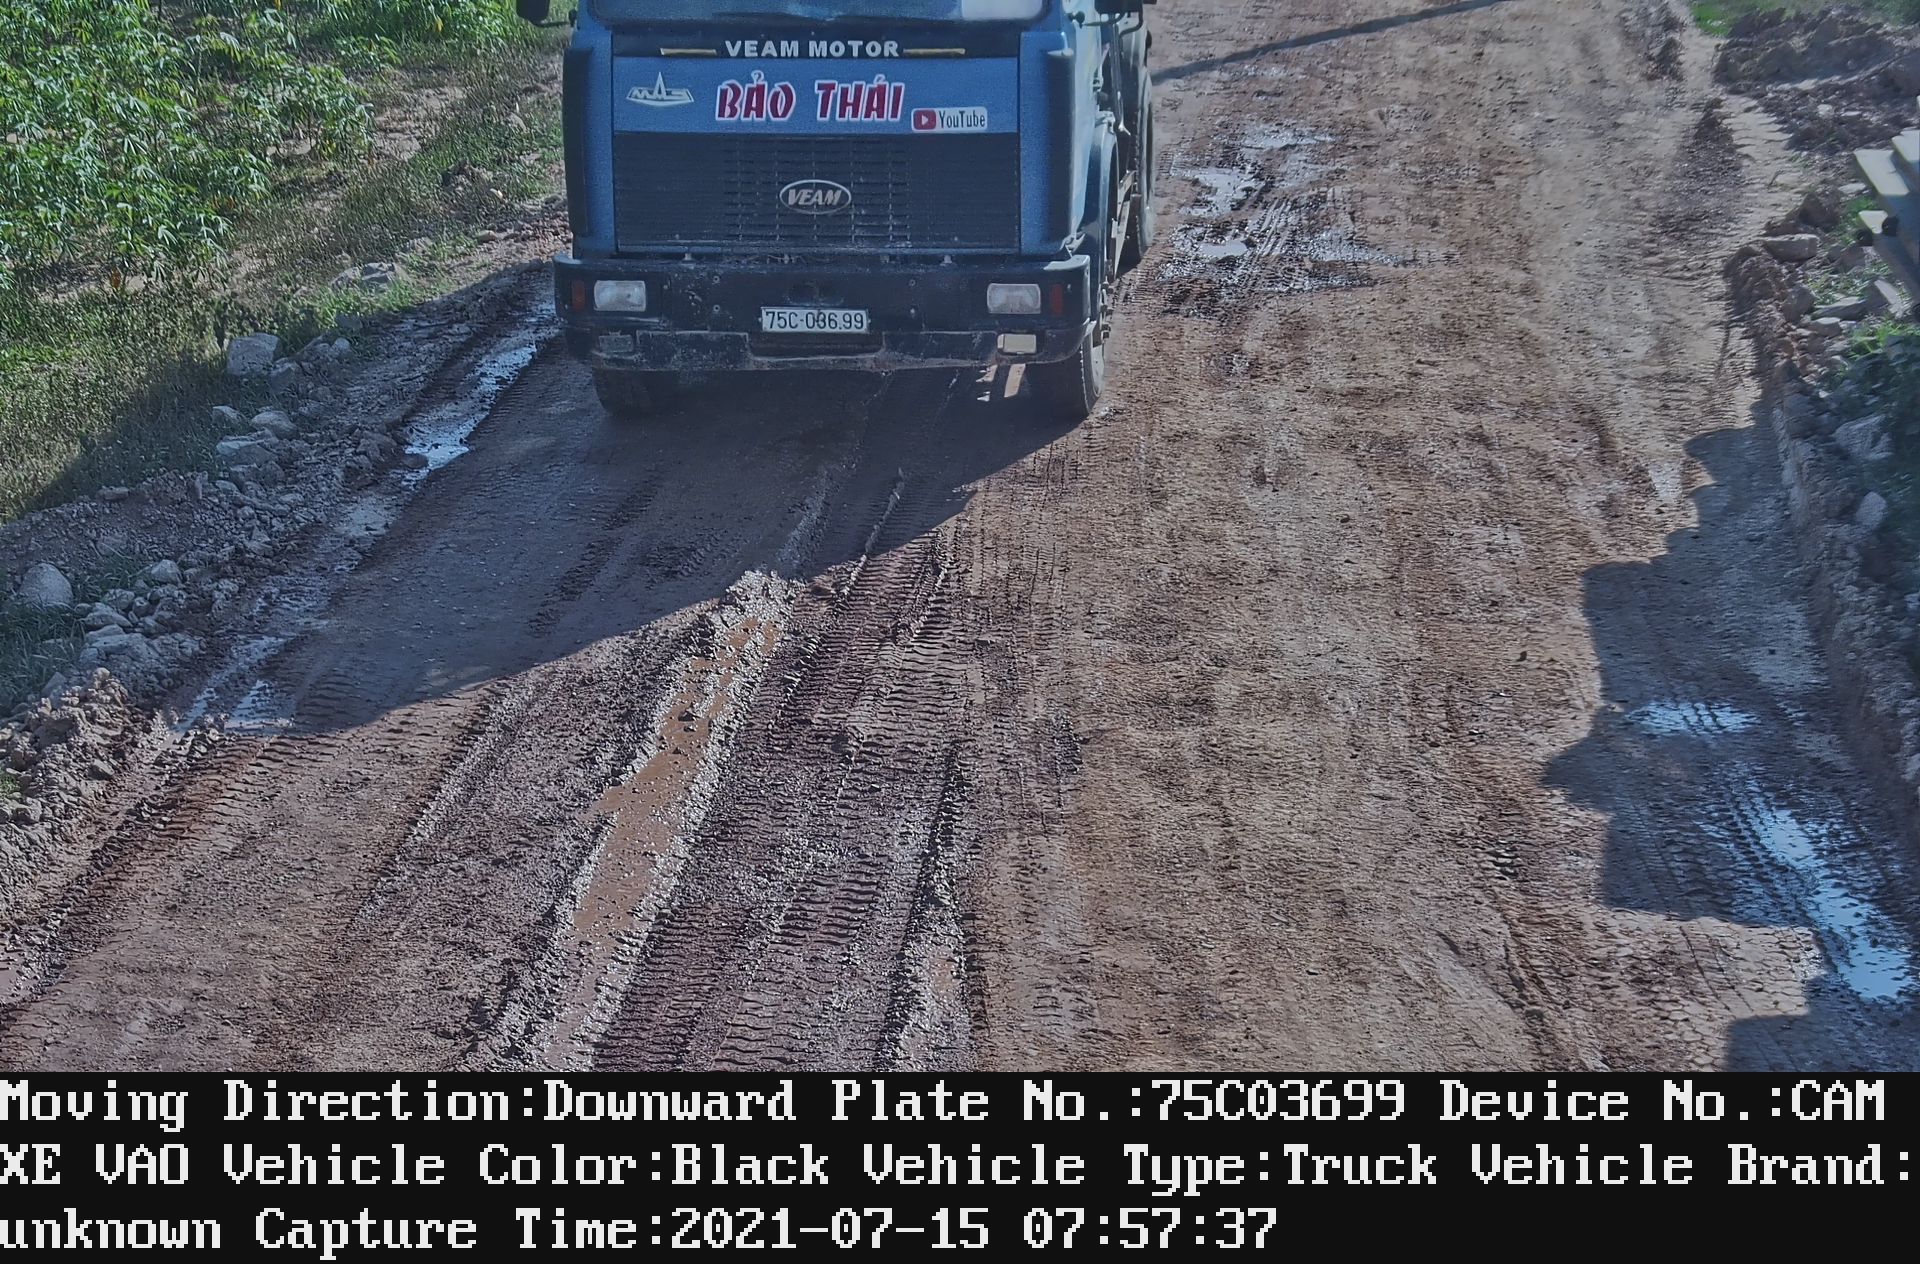 VEAM MOTOR
MAZ
BẢO THÁI
YouTube
VEAM
75C-036.99
Moving Direction:Downward Plate No.:75C03699 Device No.:CAM
XE VAO Vehicle Color:Black Vehicle Type:Truck Vehicle Brand:
unknown Capture Time:2021-07-15 07:57:37